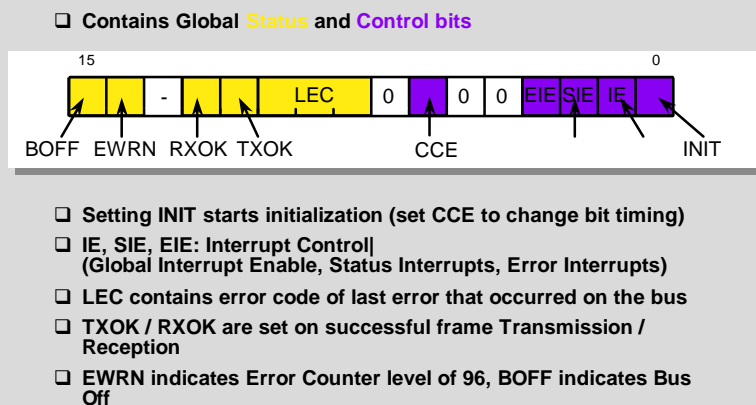 ❑ Contains Global Status and Control bits
15 0
- LEC 0 0 0 EIE SIE IE
BOFF EWRN RXOK TXOK CCE INIT
❑ Setting INIT starts initialization (set CCE to change bit timing)
❑ IE, SIE, EIE: Interrupt Control|
(Global Interrupt Enable, Status Interrupts, Error Interrupts)
❑ LEC contains error code of last error that occurred on the bus
❑ TXOK / RXOK are set on successful frame Transmission /
Reception
❑ EWRN indicates Error Counter level of 96, BOFF indicates Bus
Off